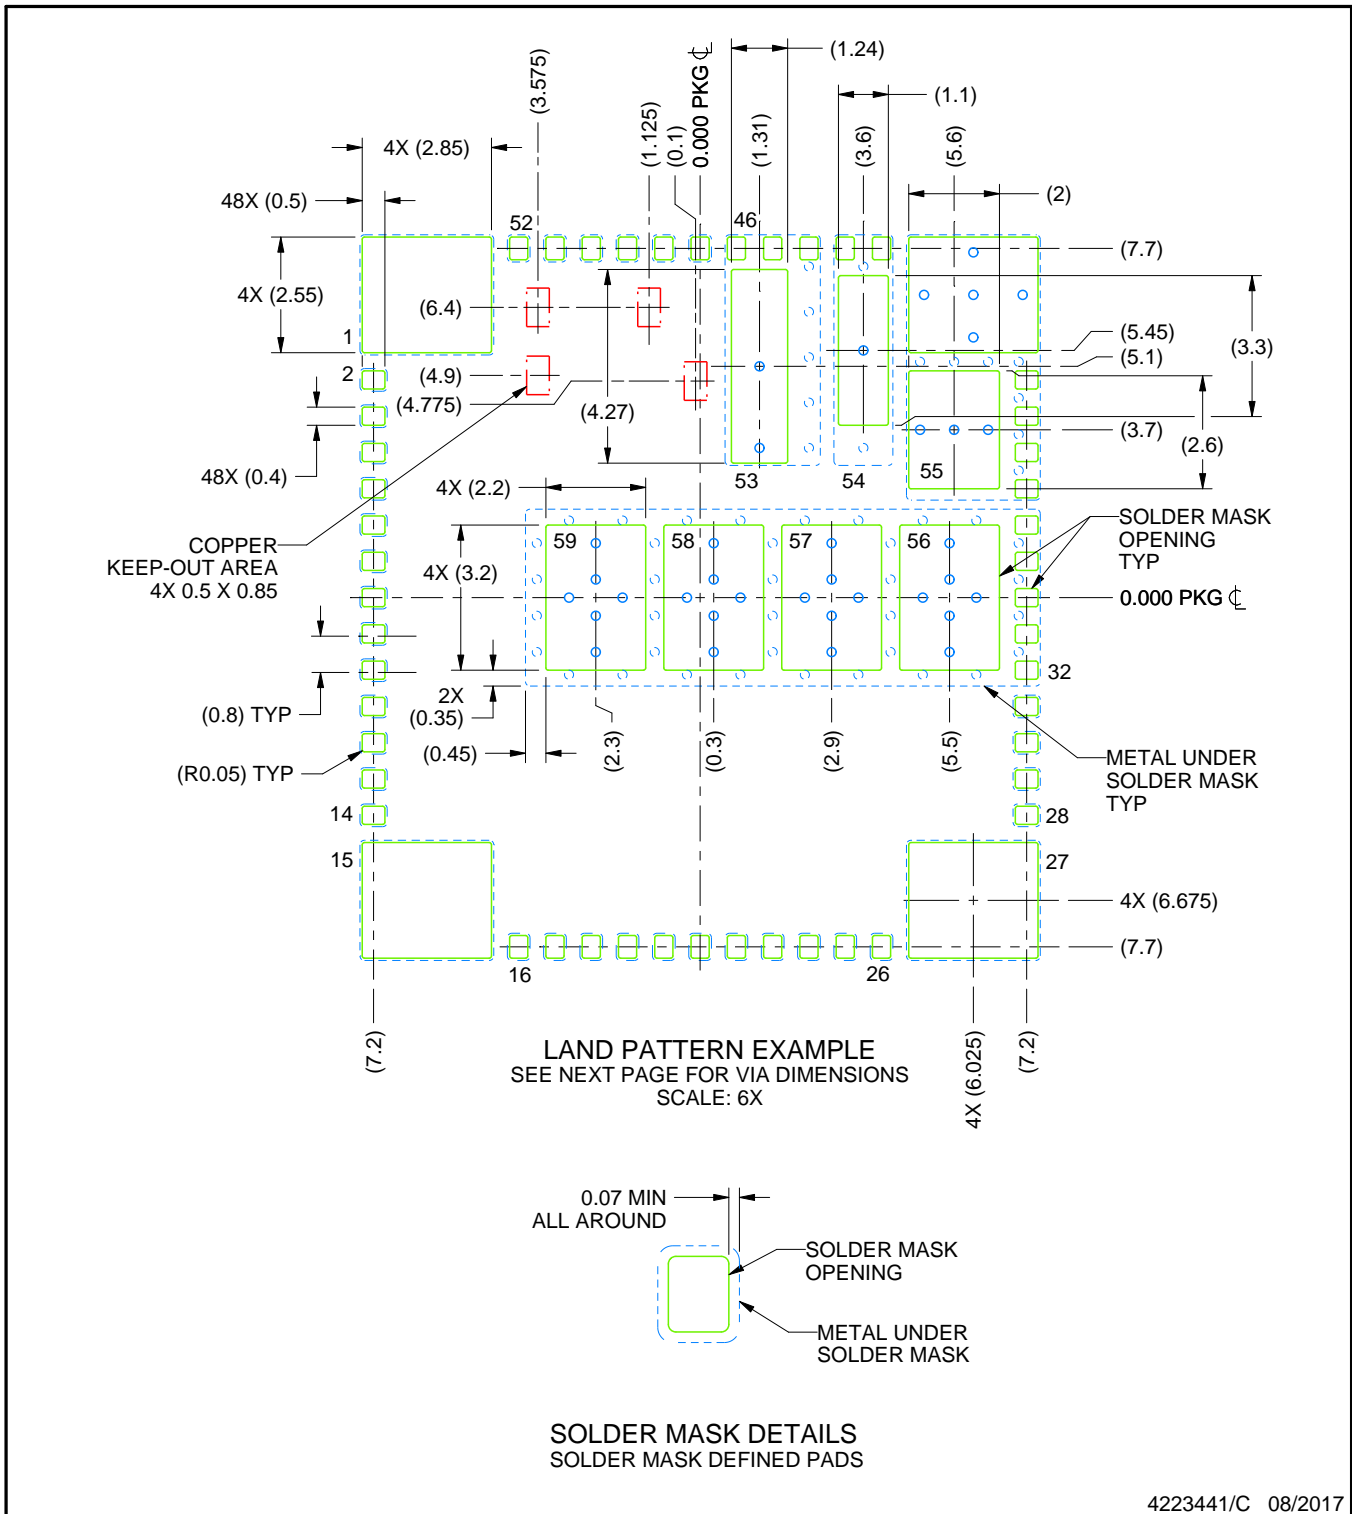 (1.24)
(3.575)
(1.125)
(0.1)
0.000 PKG ℄
(1.31)
(1.1)
(3.6)
(5.6)
4X (2.85)
48X (0.5)
(2)
52
46
(7.7)
4X (2.55)
(6.4)
1
(5.45)
(3.3)
(5.1)
2
(4.9)
(4.775)
(4.27)
(3.7)
(2.6)
48X (0.4)
53
54
55
4X (2.2)
SOLDER MASK
OPENING
TYP
COPPER
KEEP-OUT AREA
4X 0.5 X 0.85
59
58
57
56
4X (3.2)
0.000 PKG ℄
32
2X
(0.35)
(0.8) TYP
(0.45)
(2.3)
(0.3)
(2.9)
(5.5)
(R0.05) TYP
METAL UNDER
SOLDER MASK
TYP
14
28
15
27
4X (6.675)
(7.7)
16
26
(7.2)
4X (6.025)
(7.2)
LAND PATTERN EXAMPLE
SEE NEXT PAGE FOR VIA DIMENSIONS
SCALE: 6X
0.07 MIN
ALL AROUND
SOLDER MASK
OPENING
METAL UNDER
SOLDER MASK
SOLDER MASK DETAILS
SOLDER MASK DEFINED PADS
4223441/C 08/2017